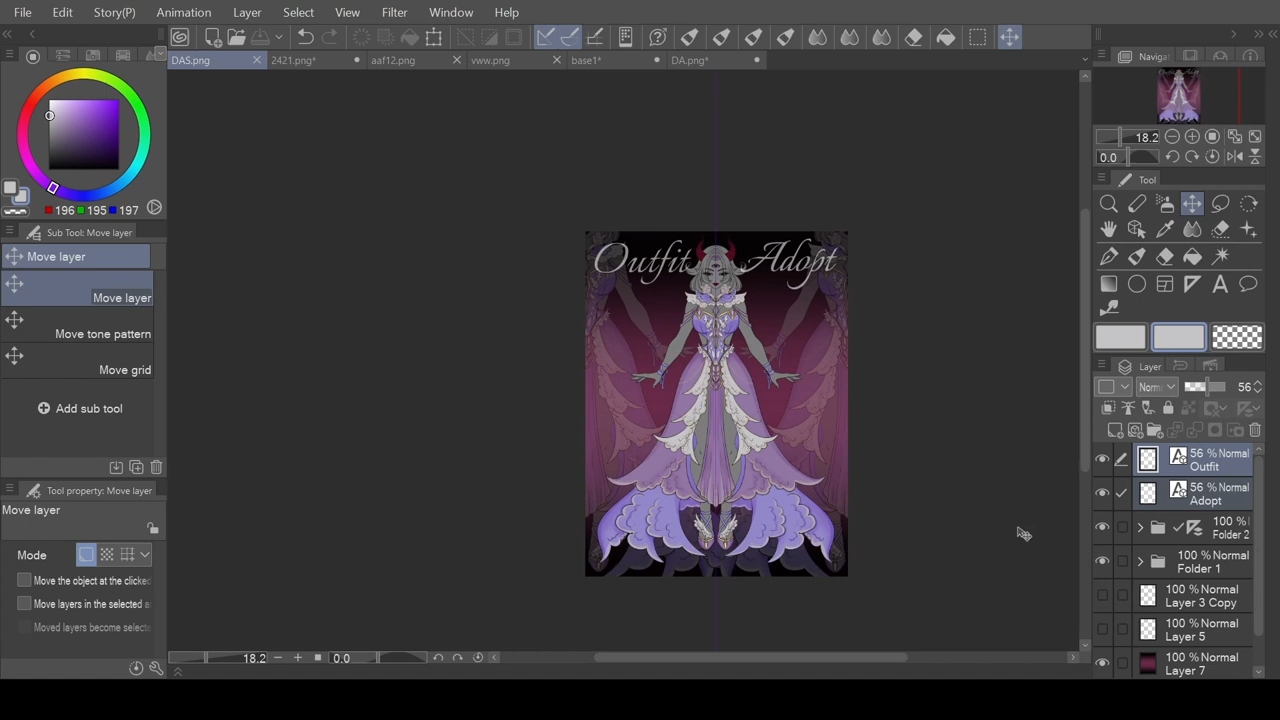 File Edit Story(P) Animation Layer Select View Filter Window Help
DAS.png 2421.png* aaf12.png www.png base1* DA.png*
196 195 197
Sub Tool: Move layer
Move layer
Move layer
Move tone pattern
Move grid
Add sub tool
Tool property: Move layer
Move layer
Mode
Move the object at the clicked
Move layers in the selected a
Moved layers become selecte
Outfit Adopt
18.2 0.0
Naviga
18.2
0.0
Tool
Layer
Norm 56
56 % Normal
Outfit
56 % Normal
Adopt
100 %
Folder 2
100 % Normal
Folder 1
100 % Normal
Layer 3 Copy
100 % Normal
Layer 5
100 % Normal
Layer 7